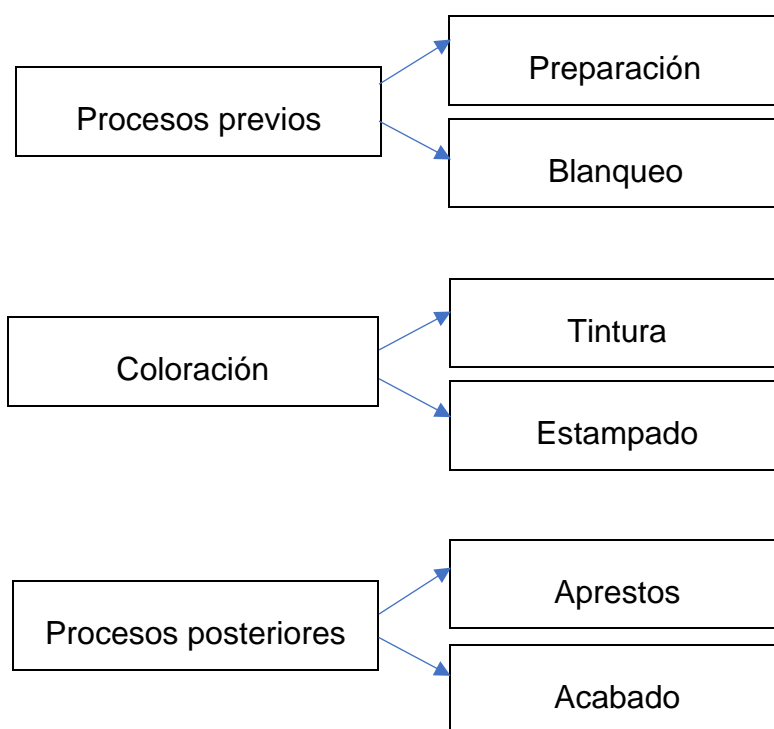 Procesos previos
Preparación
Blanqueo
Coloración
Tintura
Estampado
Procesos posteriores
Aprestos
Acabado